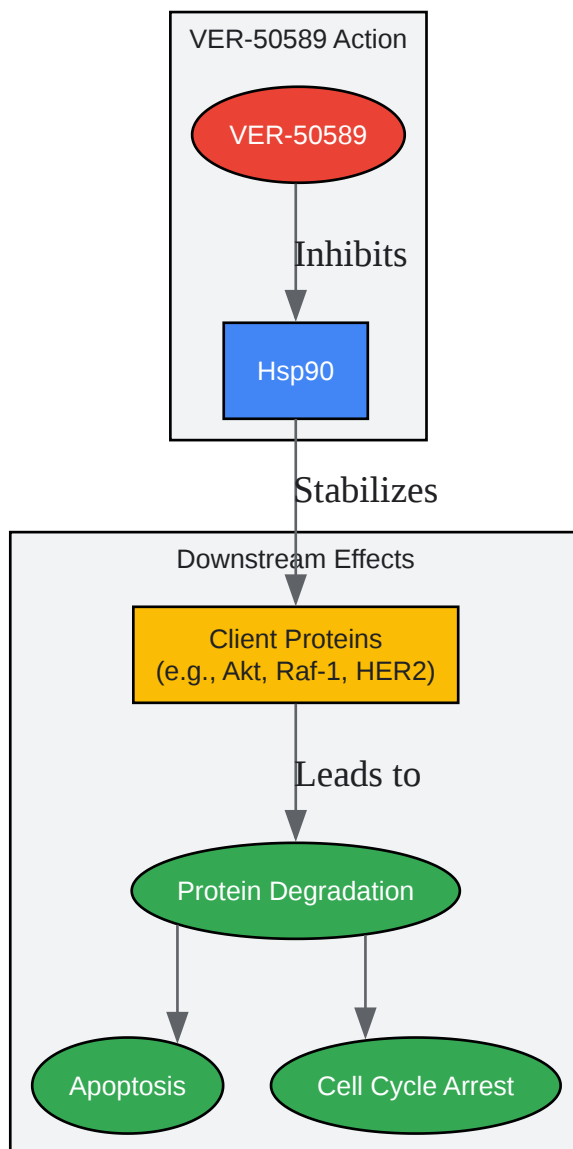 VER-50589 Action
VER-50589
Inhibits
Hsp90
Stabilizes
Downstream Effects
Client Proteins
(e.g., Akt, Raf-1, HER2)
Leads to
Protein Degradation
Apoptosis
Cell Cycle Arrest